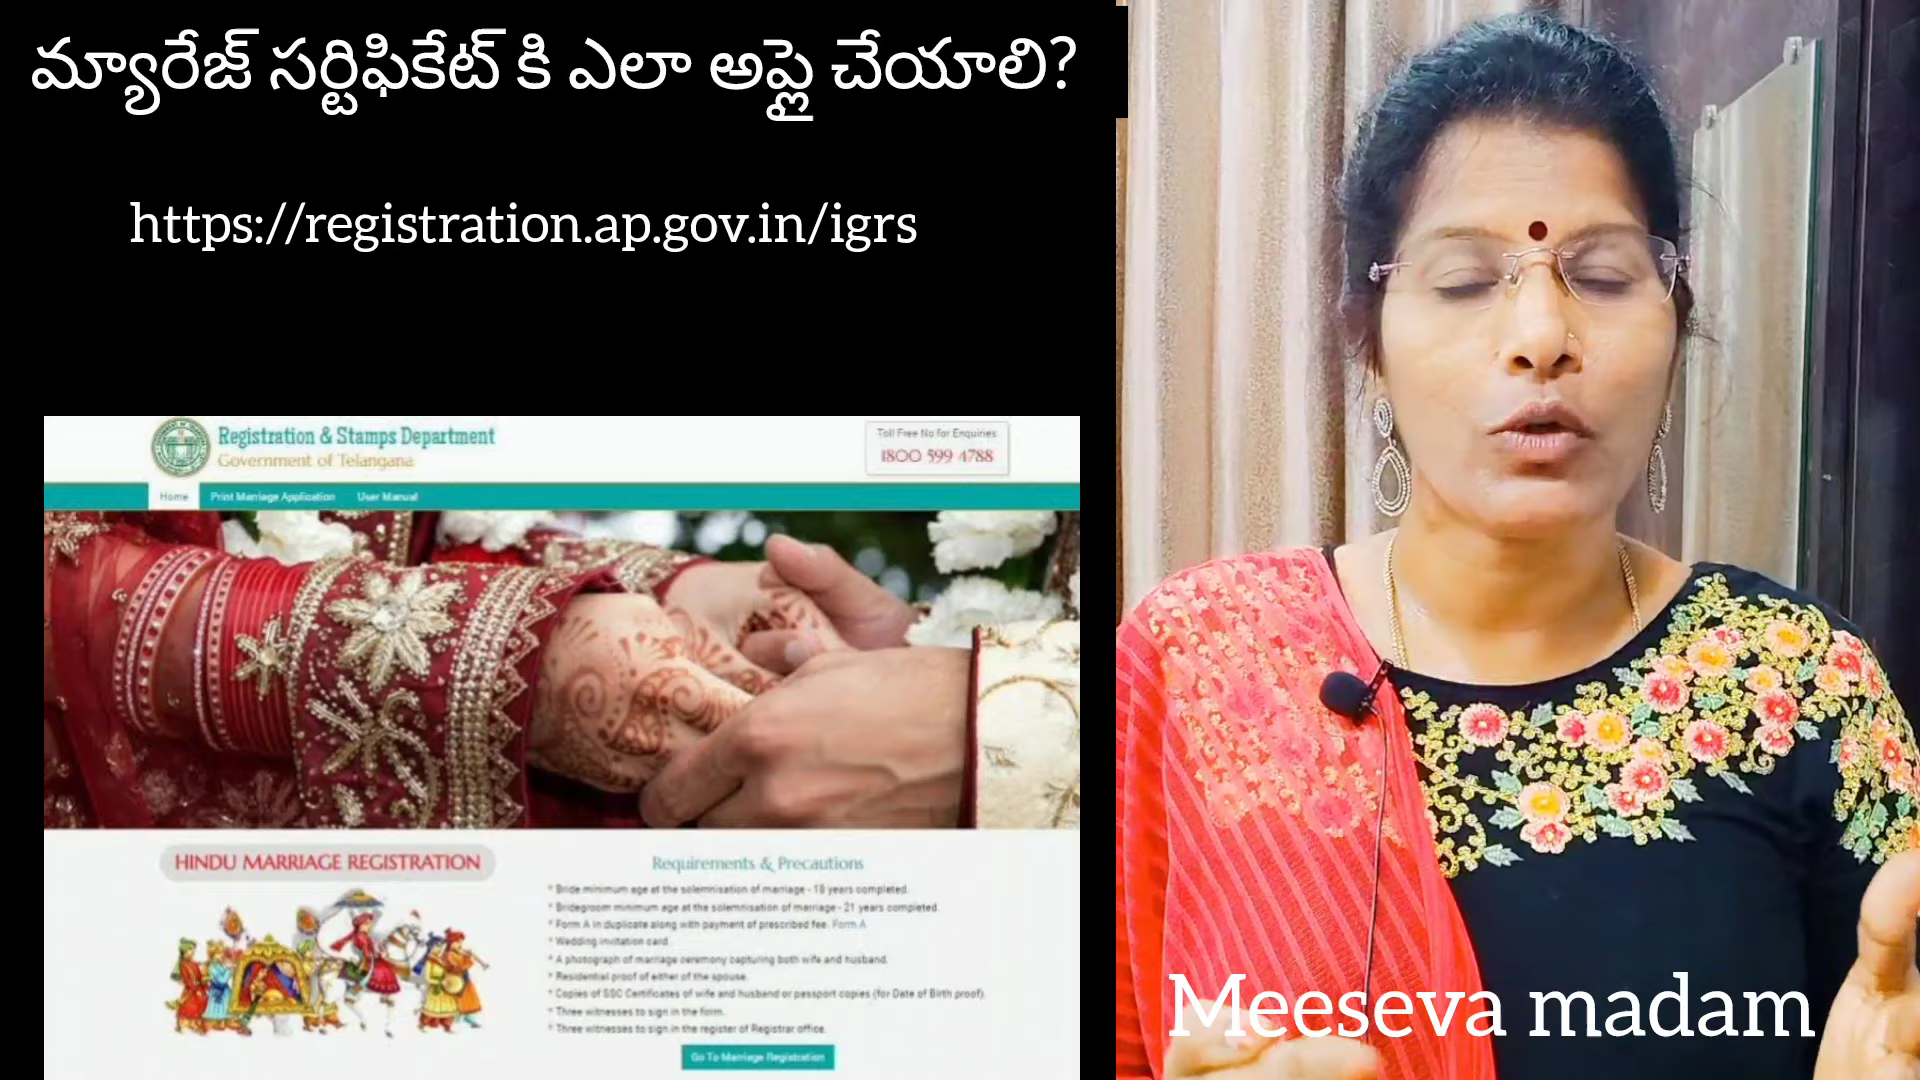 మ్యారేజ్ సర్టిఫికేట్ కి ఎలా అప్లై చేయాలి?
https://registration.ap.gov.in/igrs
Registration & Stamps Department
Government of Telangana
Toll Free No for Enquiries
1800 599 4788
Home Print Marriage Application User Manual
HINDU MARRIAGE REGISTRATION
Requirements & Precautions
* Bride minimum age at the solemnisation of marriage - 18 years completed.
* Bridegroom minimum age at the solemnisation of marriage - 21 years completed.
* Form A in duplicate along with payment of prescribed fee. Form A
* Wedding invitation card.
* A photograph of marriage ceremony capturing both wife and husband.
* Residential proof of either of the spouse.
* Copies of SSC Certificates of wife and husband or passport copies (for Date of Birth proof).
* Three witnesses to sign in the form.
* Three witnesses to sign in the register of Registrar office.
Go To Marriage Registration
Meeseva madam